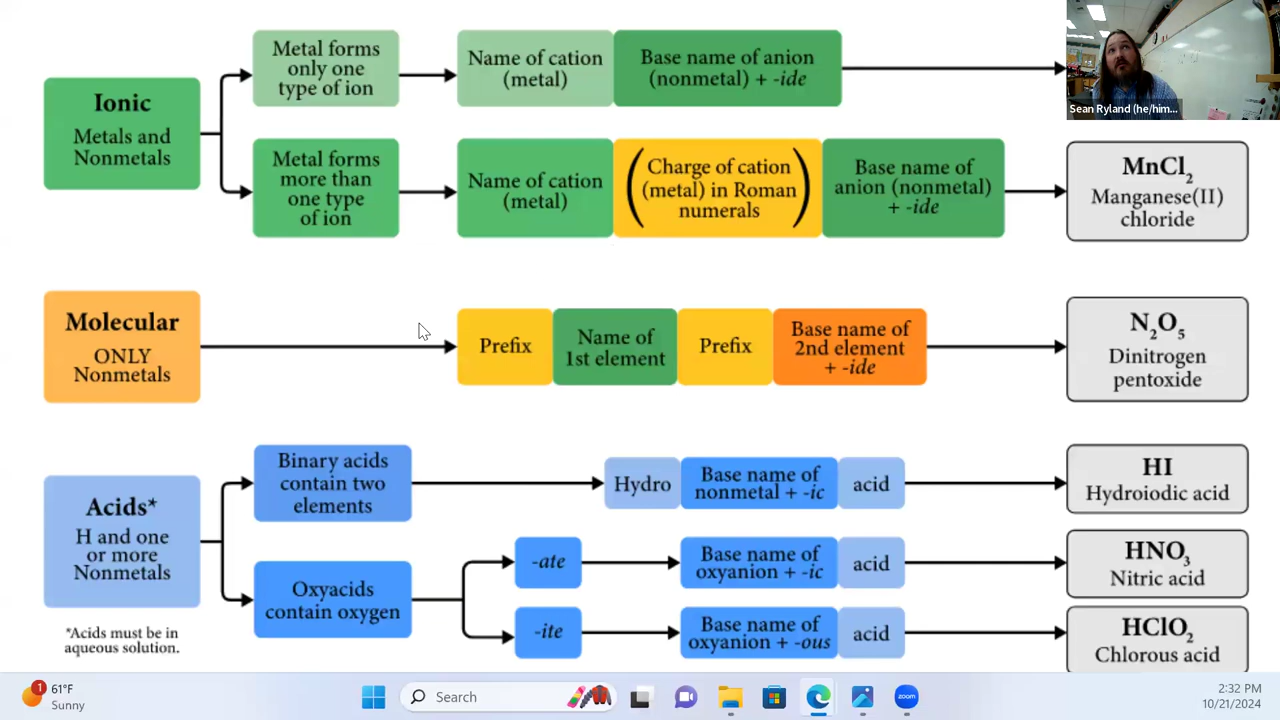 Ionic
Metals and
Nonmetals
Metal forms
only one
type of ion
Name of cation
(metal)
Base name of anion
(nonmetal) + -ide
Sean Ryland (he/him...
Metal forms
more than
one type
of ion
Name of cation
(metal)
(Charge of cation
(metal) in Roman
numerals)
Base name of
anion (nonmetal)
+ -ide
MnCl₂
Manganese(II)
chloride
Molecular
ONLY
Nonmetals
Prefix
Name of
1st element
Prefix
Base name of
2nd element
+ -ide
N₂O₅
Dinitrogen
pentoxide
Acids*
H and one
or more
Nonmetals
*Acids must be in
aqueous solution.
Binary acids
contain two
elements
Hydro
Base name of
nonmetal + -ic
acid
HI
Hydroiodic acid
Oxyacids
contain oxygen
-ate
Base name of
oxyanion + -ic
acid
HNO₃
Nitric acid
-ite
Base name of
oxyanion + -ous
acid
HClO₂
Chlorous acid
1
61°F
Sunny
Search
zoom
2:32 PM
10/21/2024